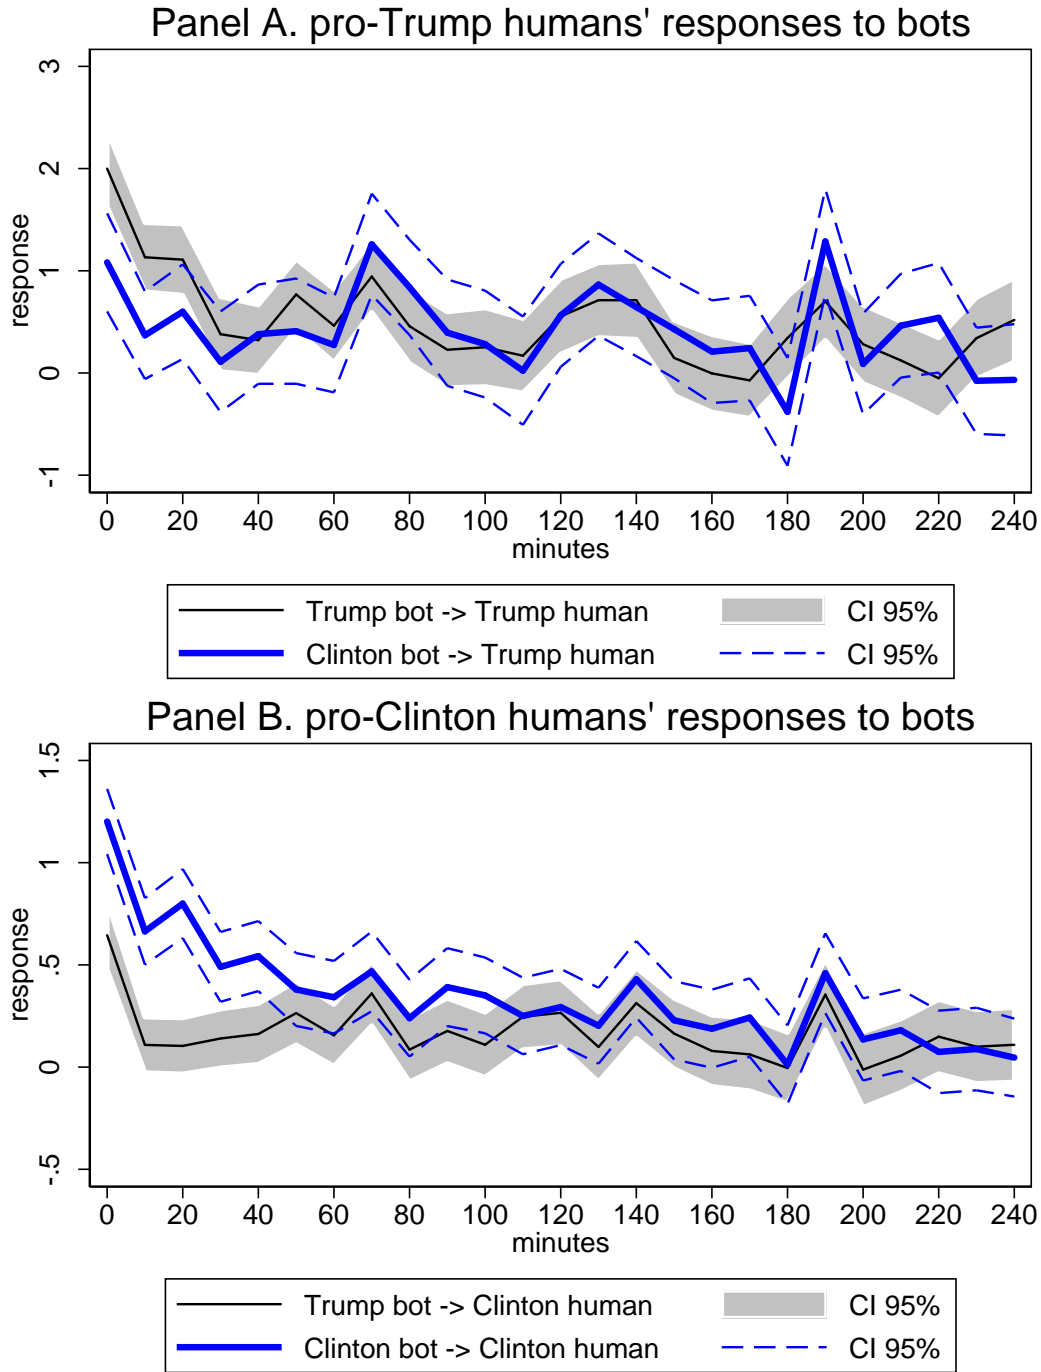 Panel A. pro-Trump humans' responses to bots
3
2
1
0
-1
response
0 20 40 60 80 100 120 140 160 180 200 220 240
minutes
Trump bot -> Trump human CI 95%
Clinton bot -> Trump human CI 95%
Panel B. pro-Clinton humans' responses to bots
1.5
1
.5
0
-.5
response
0 20 40 60 80 100 120 140 160 180 200 220 240
minutes
Trump bot -> Clinton human CI 95%
Clinton bot -> Clinton human CI 95%